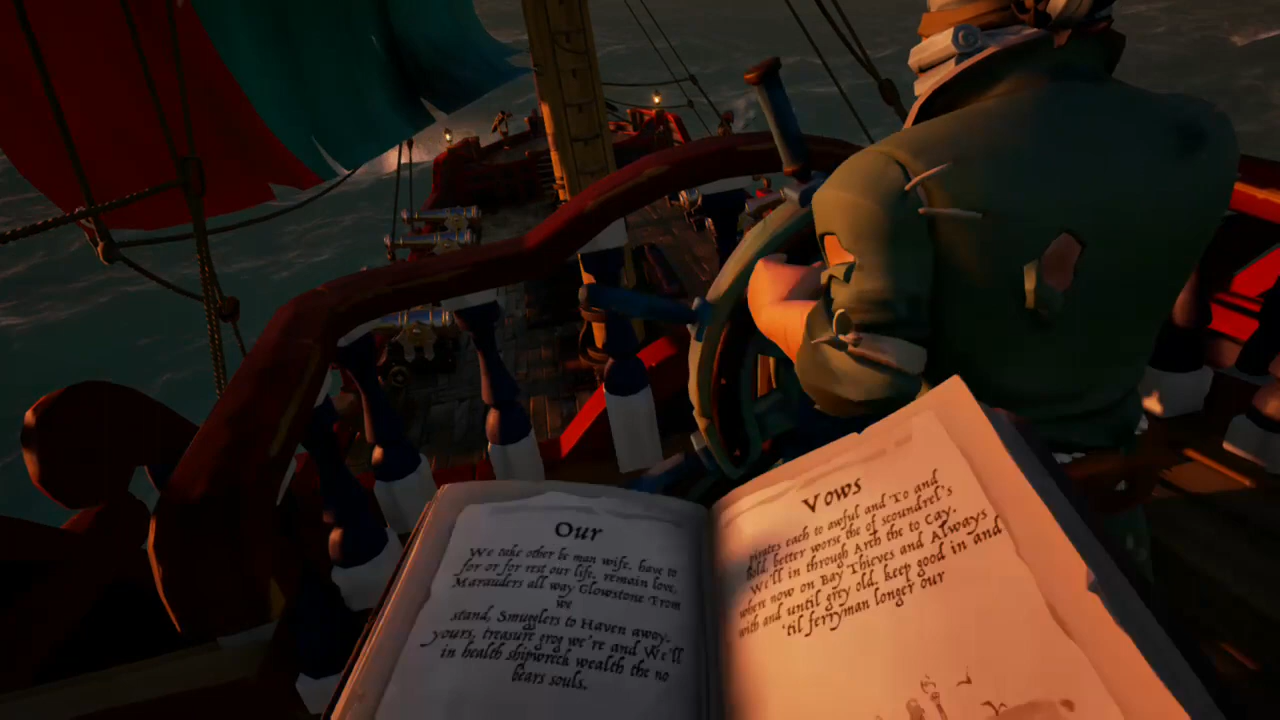 Our
We take other be man wife, have to
for or for rest our life, remain love,
Marauders all way Glowstone From
we
stand, Smugglers to Haven away.
yours, treasure grog we're and We'll
in health shipwreck wealth the no
bears souls.
Vows
pirates each to awful and To and
hold, better worse the of scoundrel's
We'll in through Arch the to Cay.
where now on Bay Thieves and Always
with and until grey old, keep good in and
'til ferryman longer our